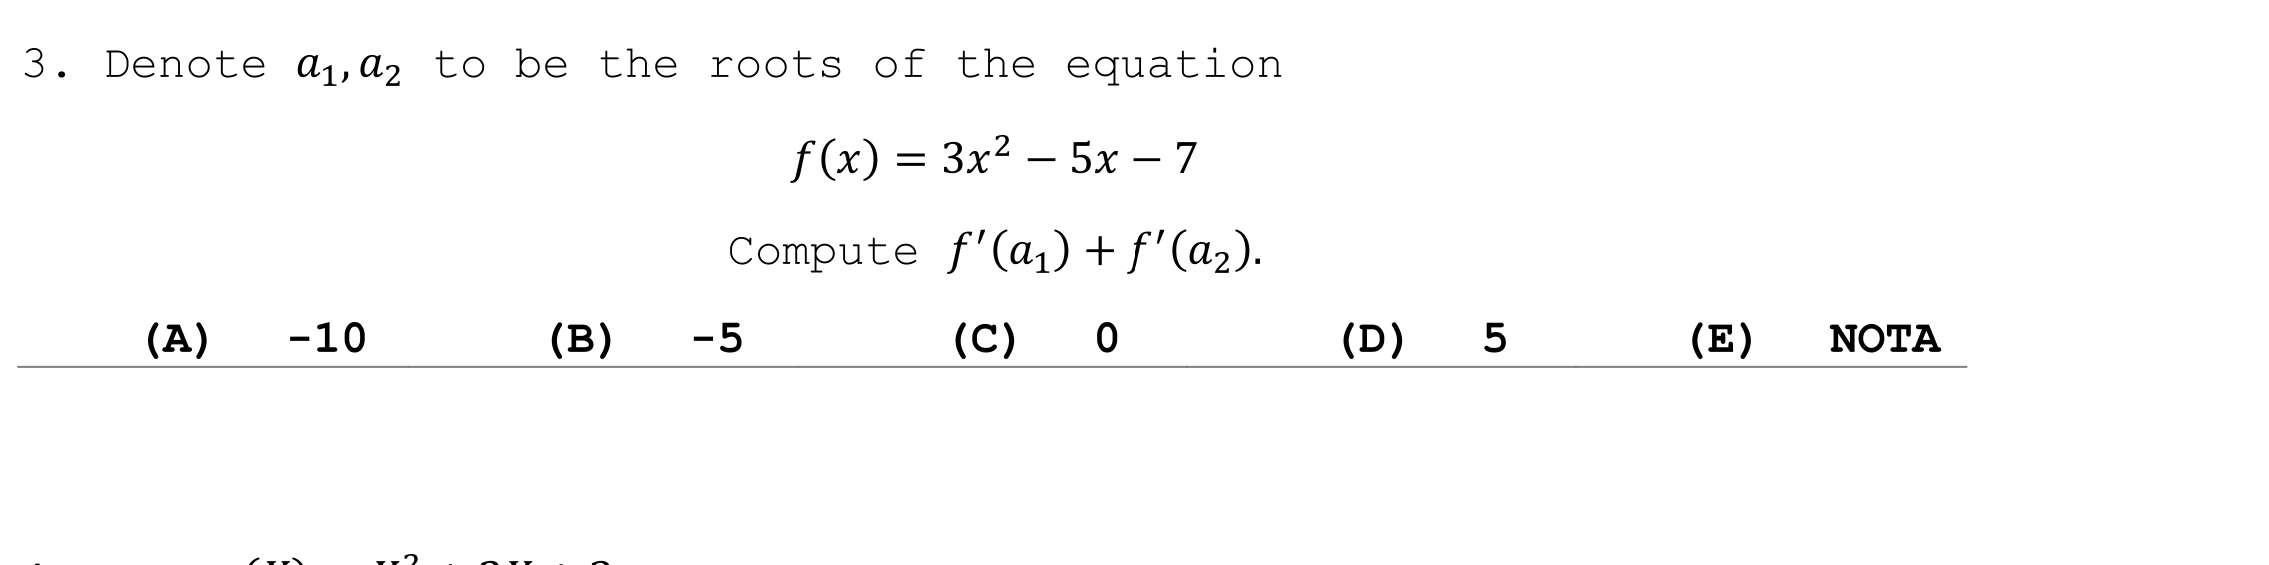 3. Denote a₁, a₂ to be the roots of the equation
f(x) = 3x² − 5x − 7
Compute f′(a₁) + f′(a₂).
(A) -10 (B) -5 (C) 0 (D) 5 (E) NOTA